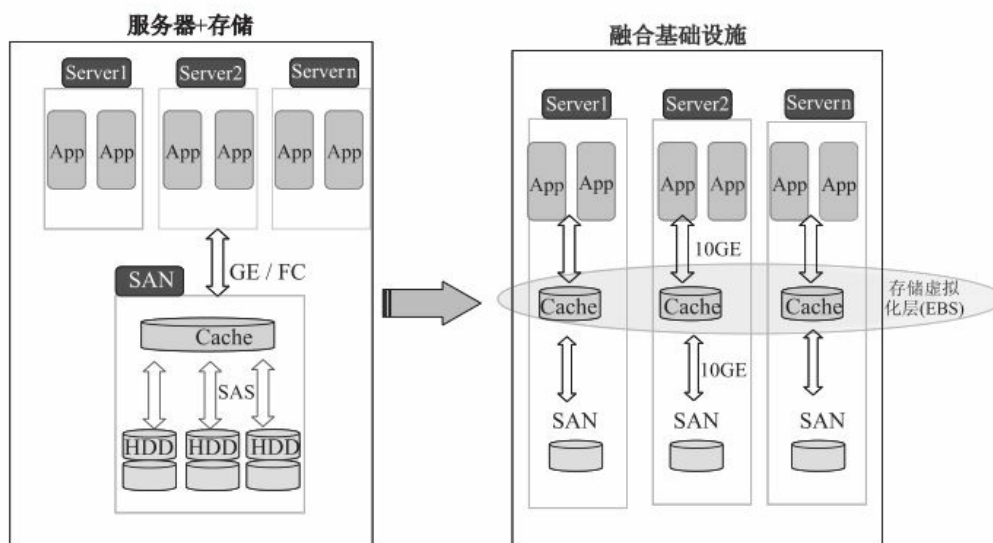 服务器+存储
Server1
Server2
Servern
App
App
App
App
App
App
GE / FC
SAN
Cache
SAS
HDD
HDD
HDD
融合基础设施
Server1
Server2
Servern
App
App
App
App
App
App
10GE
Cache
Cache
Cache
存储虚拟
化层(EBS)
10GE
SAN
SAN
SAN